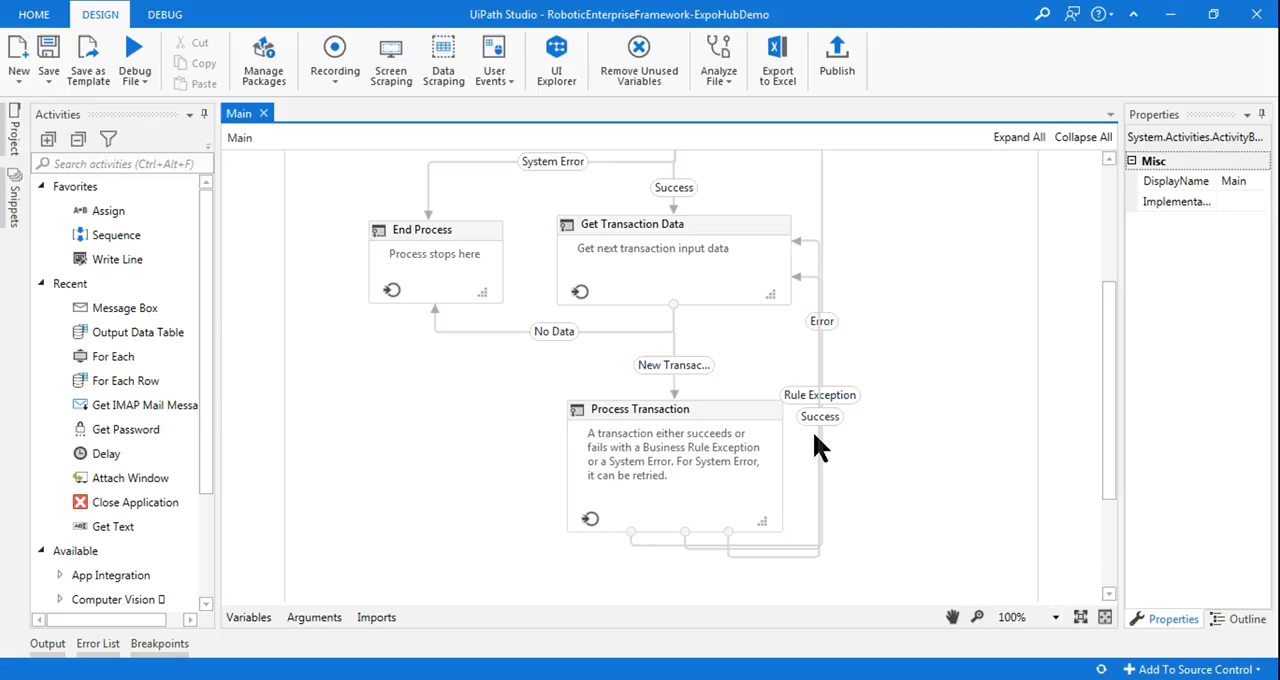 HOME
DESIGN
DEBUG
UiPath Studio - RoboticEnterpriseFramework-ExpoHubDemo
New
Save
Save as
Template
Debug
File
Cut
Copy
Paste
Manage
Packages
Recording
Screen
Scraping
Data
Scraping
User
Events
UI
Explorer
Remove Unused
Variables
Analyze
File
Export
to Excel
Publish
Project
Snippets
Activities
Search activities (Ctrl+Alt+F)
Favorites
Assign
Sequence
Write Line
Recent
Message Box
Output Data Table
For Each
For Each Row
Get IMAP Mail Messa
Get Password
Delay
Attach Window
Close Application
Get Text
Available
App Integration
Computer Vision
Main
Main
Expand All
Collapse All
System Error
Success
End Process
Process stops here
Get Transaction Data
Get next transaction input data
No Data
Error
New Transac...
Rule Exception
Success
Process Transaction
A transaction either succeeds or
fails with a Business Rule Exception
or a System Error. For System Error,
it can be retried.
Variables
Arguments
Imports
100%
Properties
System.Activities.ActivityB...
Misc
DisplayName
Main
Implementa...
Properties
Outline
Output
Error List
Breakpoints
Add To Source Control